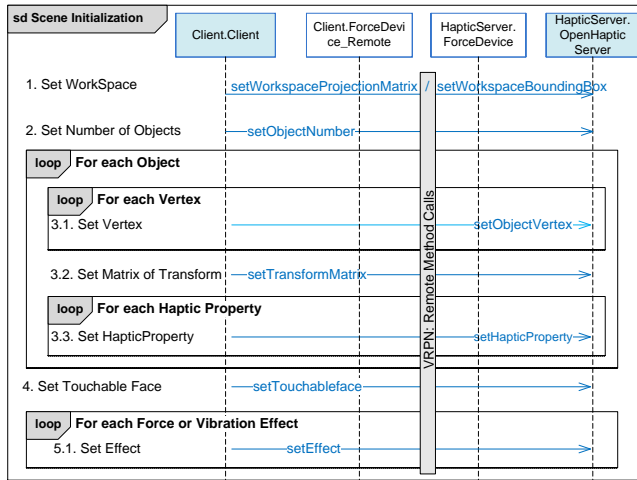 sd Scene Initialization
Client.Client
Client.ForceDevi
ce_Remote
HapticServer.
ForceDevice
HapticServer.
OpenHaptic
Server
1. Set WorkSpace
setWorkspaceProjectionMatrix / setWorkspaceBoundingBox
2. Set Number of Objects
setObjectNumber
loop For each Object
loop For each Vertex
3.1. Set Vertex
setObjectVertex
3.2. Set Matrix of Transform
setTransformMatrix
loop For each Haptic Property
3.3. Set HapticProperty
setHapticProperty
4. Set Touchable Face
setTouchableface
loop For each Force or Vibration Effect
5.1. Set Effect
setEffect
VRPN: Remote Method Calls